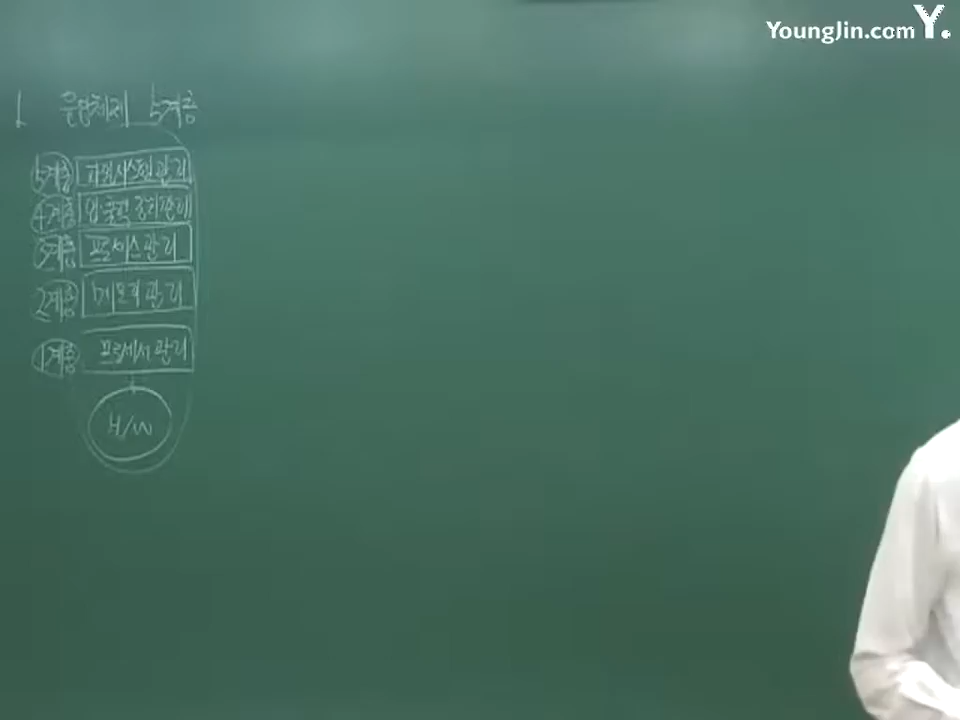 YoungJin.com Y.
1 운영체제 5계층
5계층 파일시스템 관리
4계층 입·출력 장치관리
3계층 프로세스 관리
2계층 메모리 관리
1계층 프로세서 관리
H/W